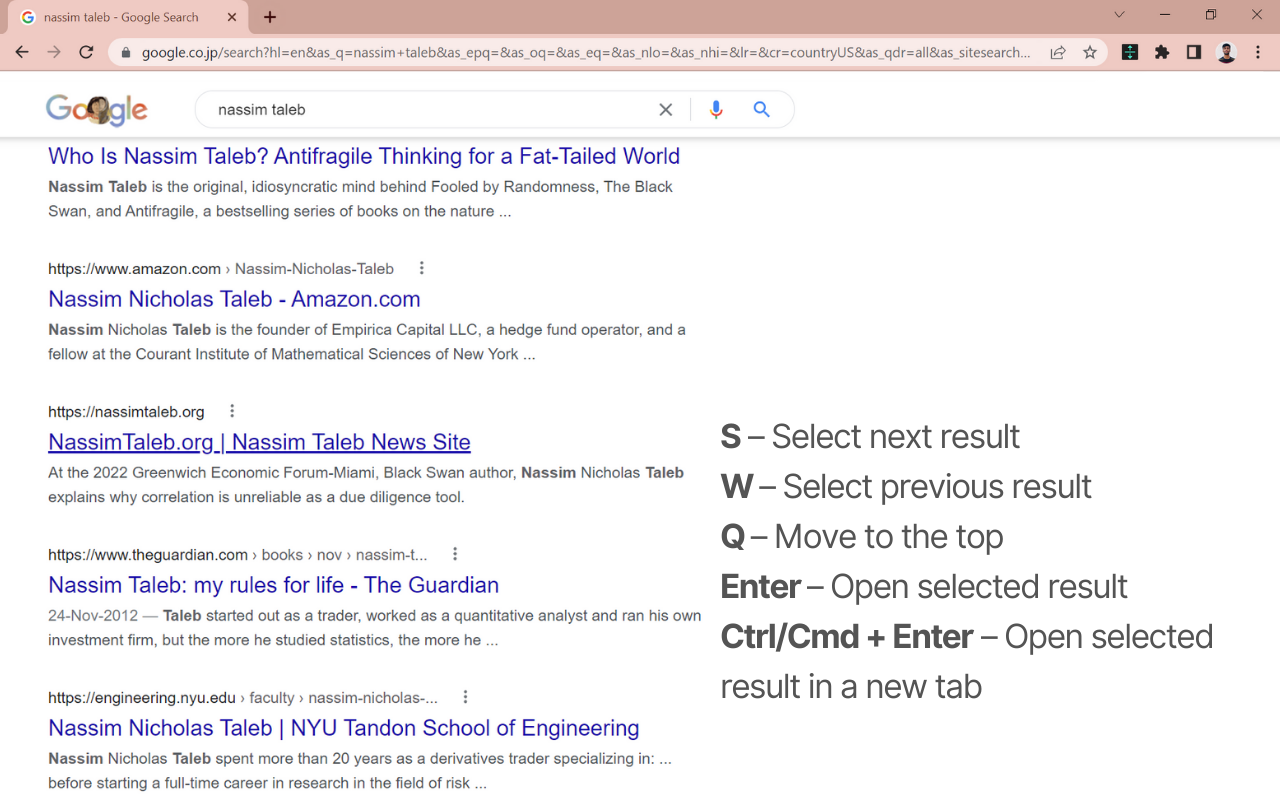 nassim taleb - Google Search
google.co.jp/search?hl=en&as_q=nassim+taleb&as_epq=&as_oq=&as_eq=&as_nlo=&as_nhi=&lr=&cr=countryUS&as_qdr=all&as_sitesearch...
Google
nassim taleb
Who Is Nassim Taleb? Antifragile Thinking for a Fat-Tailed World
Nassim Taleb is the original, idiosyncratic mind behind Fooled by Randomness, The Black
Swan, and Antifragile, a bestselling series of books on the nature ...
https://www.amazon.com › Nassim-Nicholas-Taleb
Nassim Nicholas Taleb - Amazon.com
Nassim Nicholas Taleb is the founder of Empirica Capital LLC, a hedge fund operator, and a
fellow at the Courant Institute of Mathematical Sciences of New York ...
https://nassimtaleb.org
NassimTaleb.org | Nassim Taleb News Site
At the 2022 Greenwich Economic Forum-Miami, Black Swan author, Nassim Nicholas Taleb
explains why correlation is unreliable as a due diligence tool.
https://www.theguardian.com › books › nov › nassim-t...
Nassim Taleb: my rules for life - The Guardian
24-Nov-2012 — Taleb started out as a trader, worked as a quantitative analyst and ran his own
investment firm, but the more he studied statistics, the more he ...
https://engineering.nyu.edu › faculty › nassim-nicholas-...
Nassim Nicholas Taleb | NYU Tandon School of Engineering
Nassim Nicholas Taleb spent more than 20 years as a derivatives trader specializing in: ...
before starting a full-time career in research in the field of risk ...
S – Select next result
W – Select previous result
Q – Move to the top
Enter – Open selected result
Ctrl/Cmd + Enter – Open selected
result in a new tab